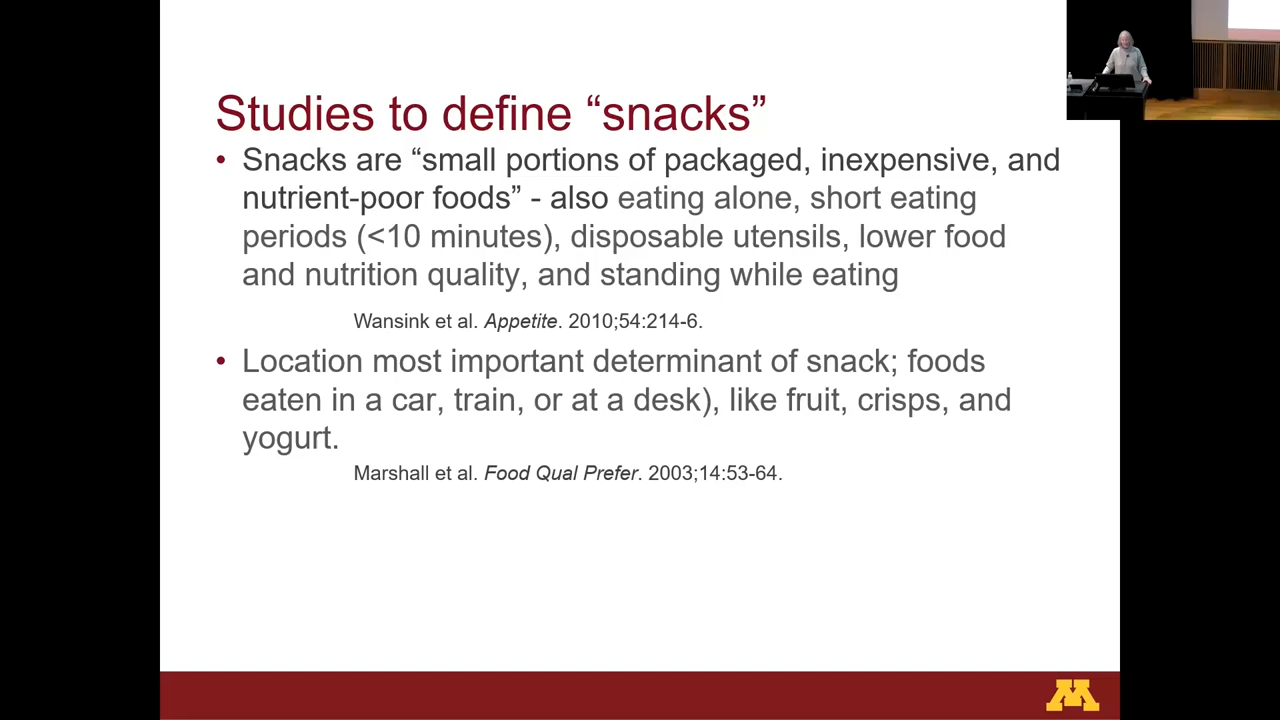 Studies to define “snacks”
• Snacks are “small portions of packaged, inexpensive, and
nutrient-poor foods” - also eating alone, short eating
periods (<10 minutes), disposable utensils, lower food
and nutrition quality, and standing while eating
Wansink et al. Appetite. 2010;54:214-6.
• Location most important determinant of snack; foods
eaten in a car, train, or at a desk), like fruit, crisps, and
yogurt.
Marshall et al. Food Qual Prefer. 2003;14:53-64.
M